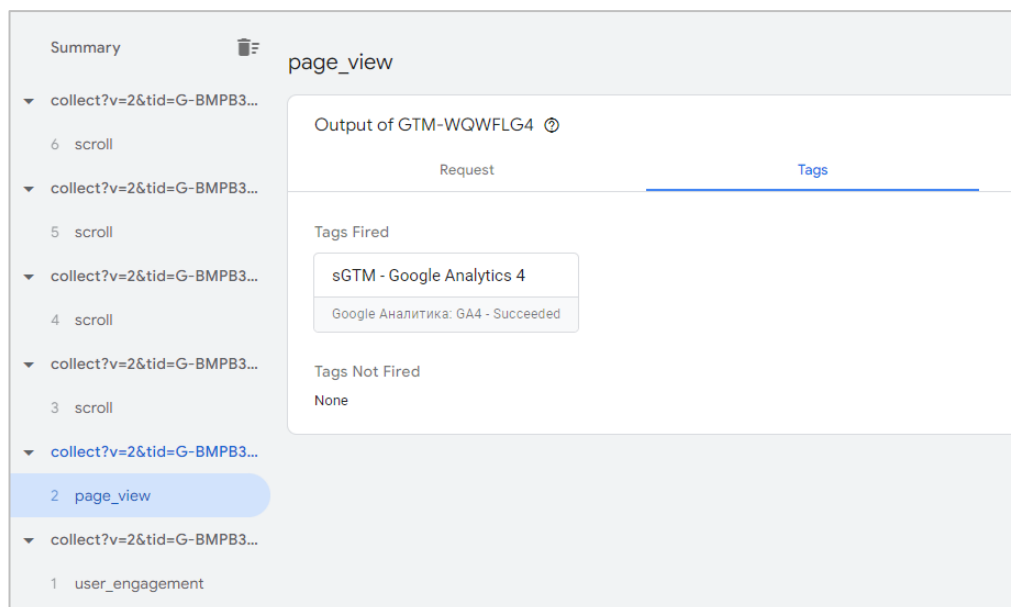 Summary
collect?v=2&tid=G-BMPB3...
6 scroll
collect?v=2&tid=G-BMPB3...
5 scroll
collect?v=2&tid=G-BMPB3...
4 scroll
collect?v=2&tid=G-BMPB3...
3 scroll
collect?v=2&tid=G-BMPB3...
2 page_view
collect?v=2&tid=G-BMPB3...
1 user_engagement
page_view
Output of GTM-WQWFLG4
Request
Tags
Tags Fired
sGTM - Google Analytics 4
Google Аналитика: GA4 - Succeeded
Tags Not Fired
None